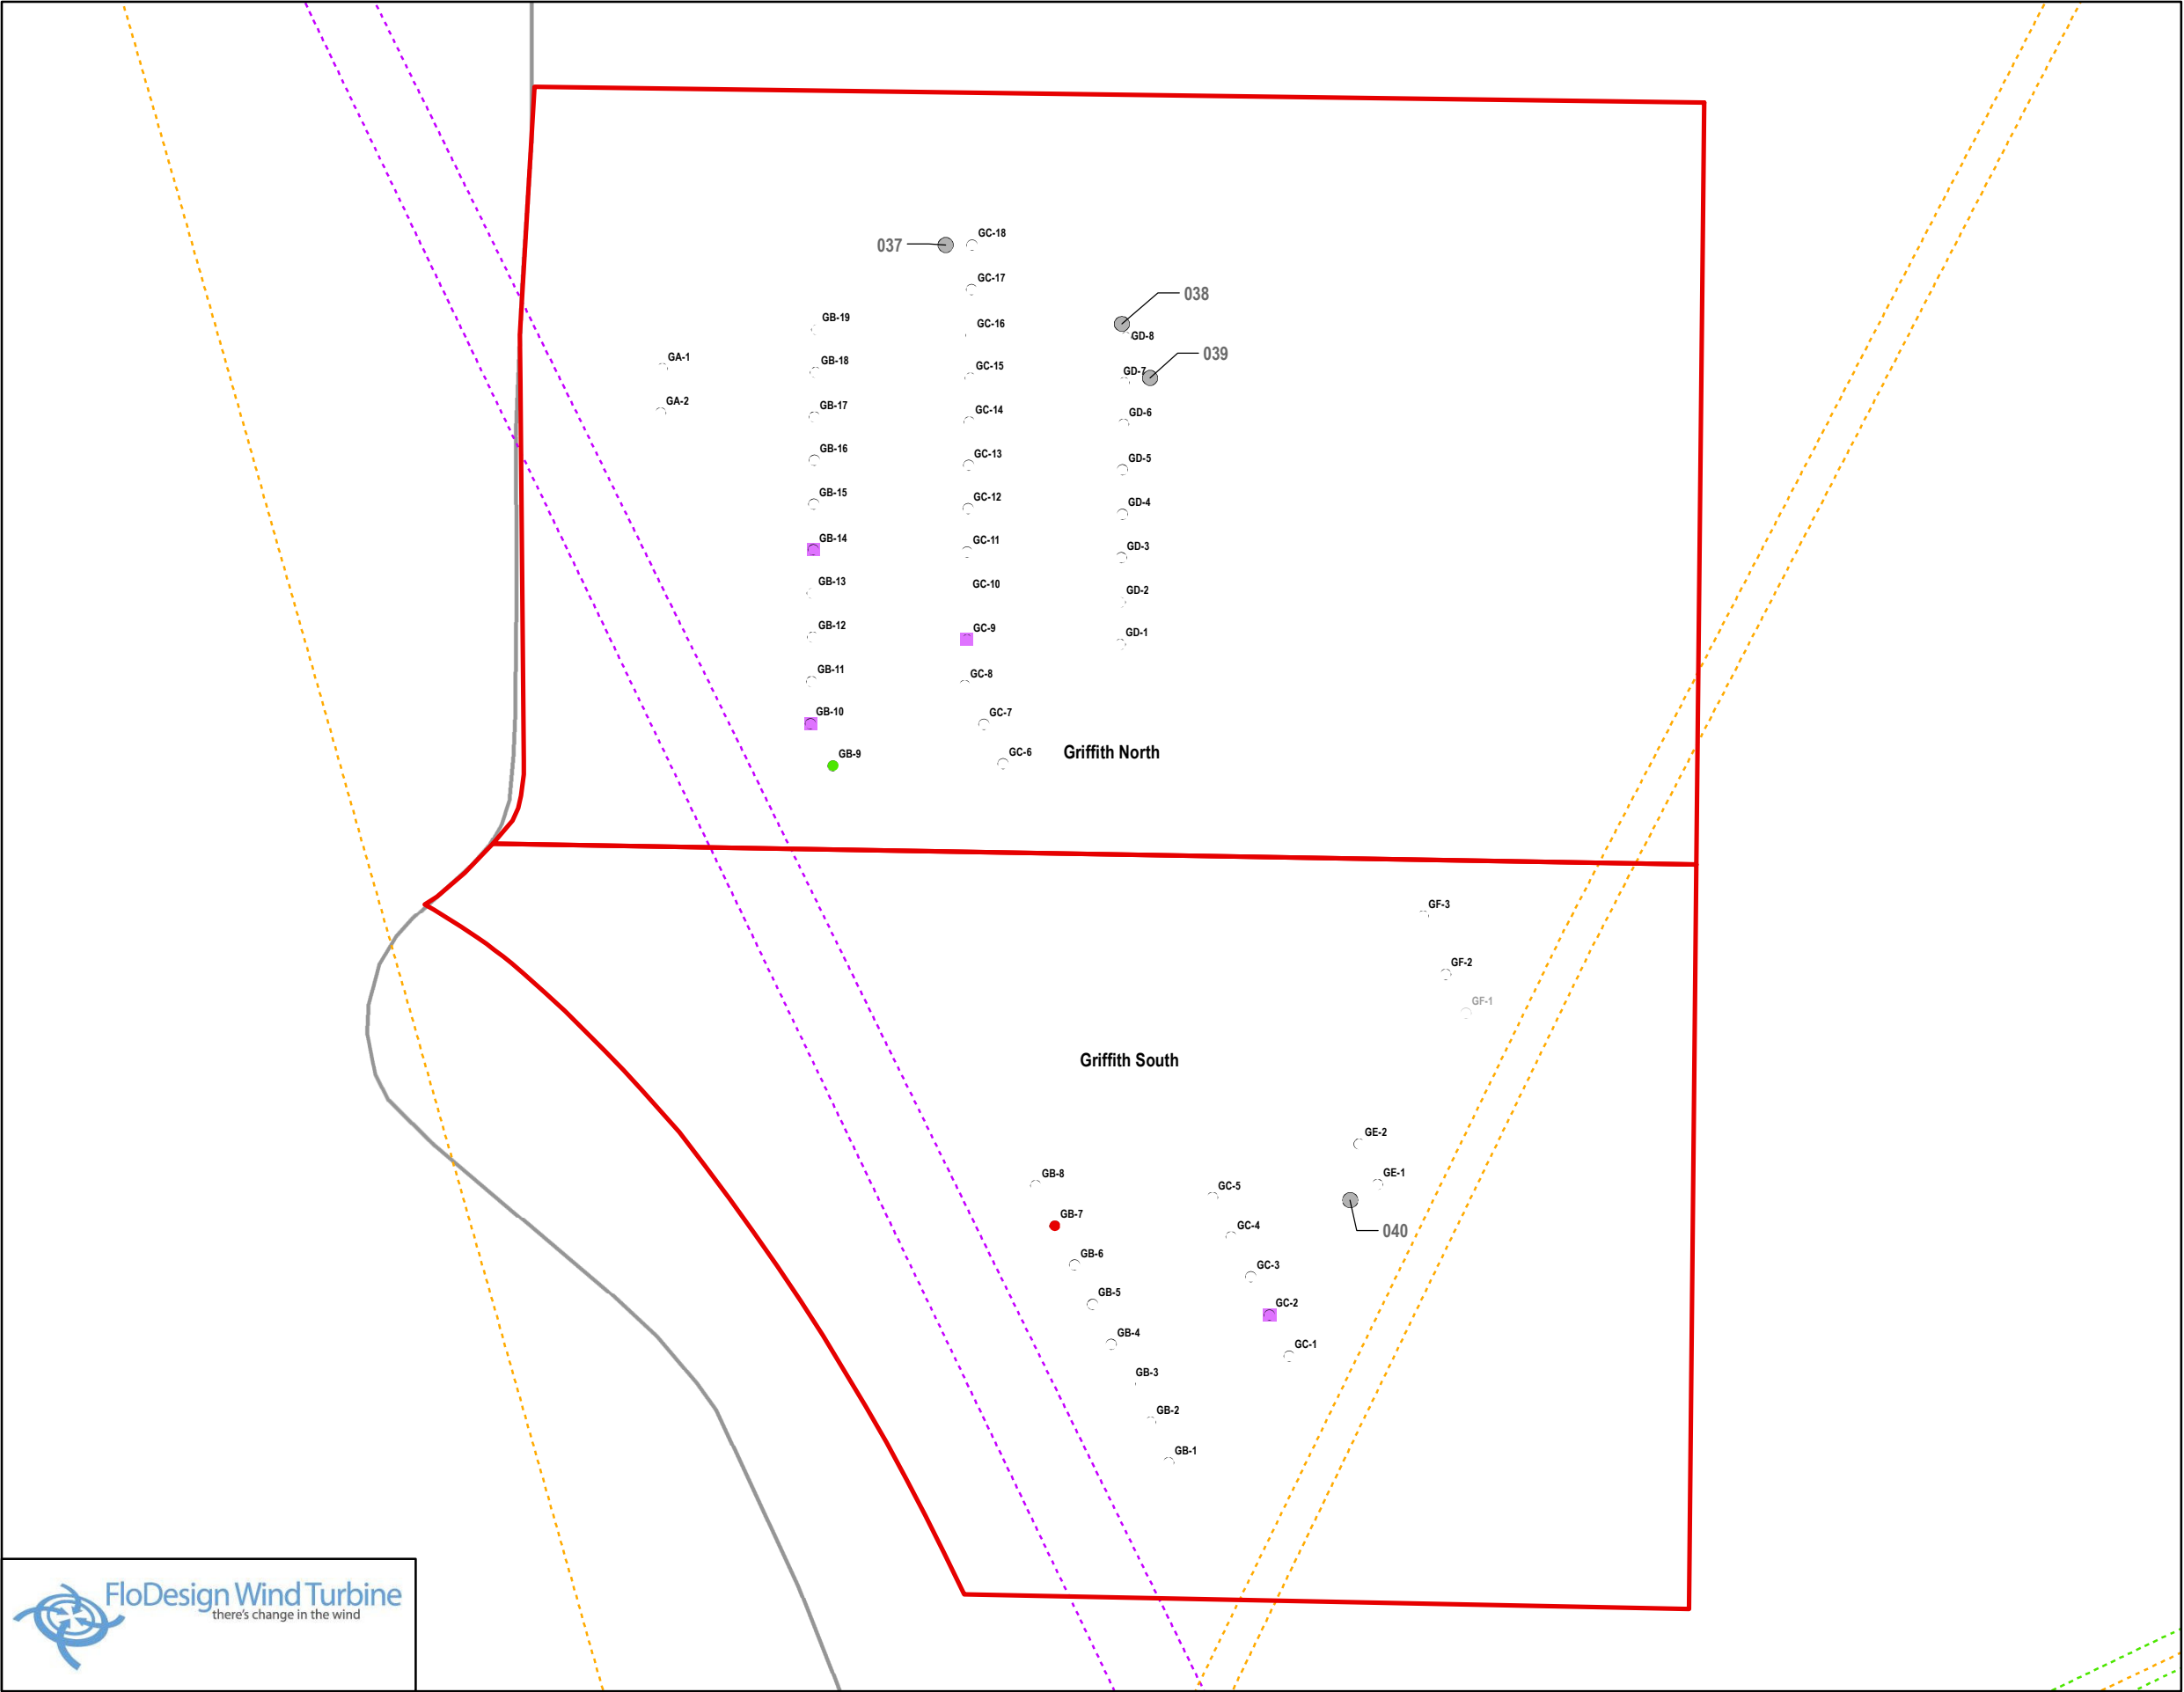 037
GC-18
GC-17
038
GB-19
GC-16
GD-8
039
GA-1
GB-18
GC-15
GD-7
GA-2
GB-17
GC-14
GD-6
GB-16
GC-13
GD-5
GB-15
GC-12
GD-4
GB-14
GC-11
GD-3
GB-13
GC-10
GD-2
GB-12
GC-9
GD-1
GB-11
GC-8
GB-10
GC-7
GB-9
GC-6
Griffith North
GF-3
GF-2
GF-1
Griffith South
GE-2
GB-8
GC-5
GE-1
GB-7
GC-4
040
GB-6
GC-3
GB-5
GC-2
GB-4
GC-1
GB-3
GB-2
GB-1
FloDesign Wind Turbine
there's change in the wind